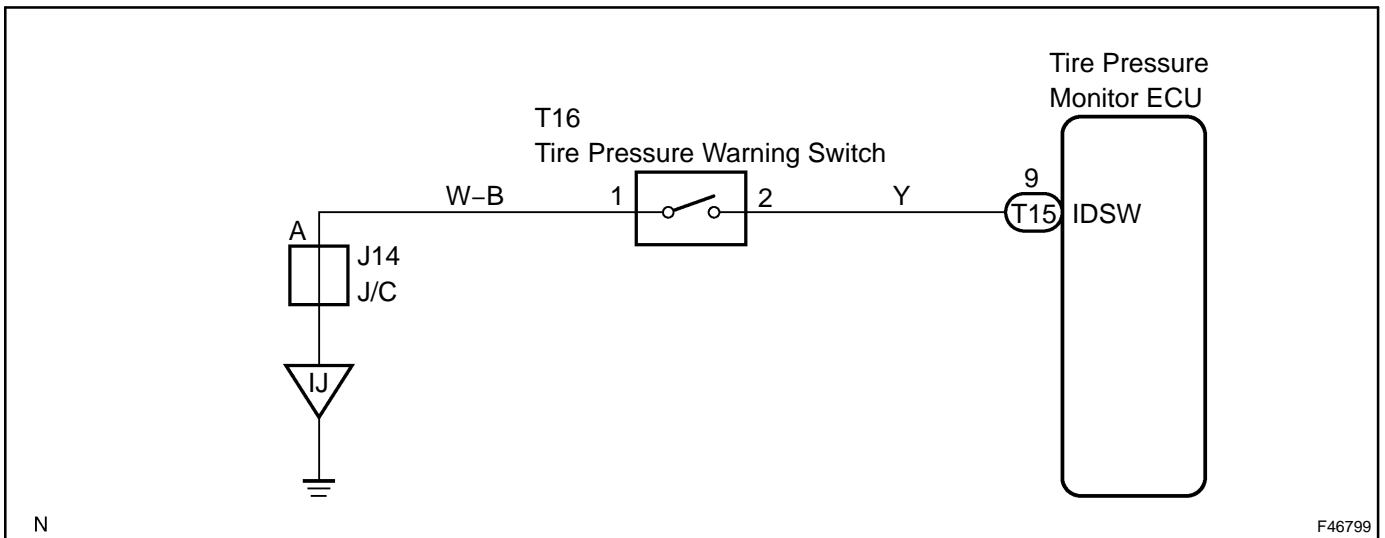 Tire Pressure
Monitor ECU
T16
Tire Pressure Warning Switch
W–B
1
2
Y
9
T15
IDSW
A
J14
J/C
IJ
N
F46799